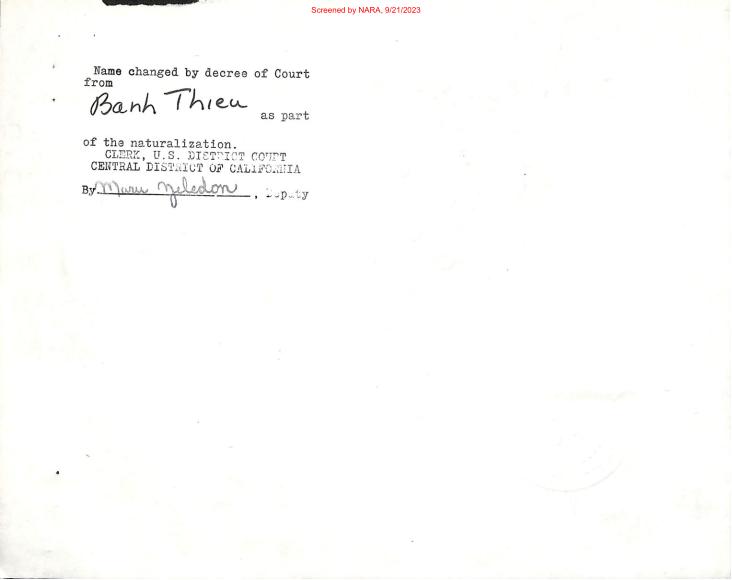 Screened by NARA, 9/21/2023
Name changed by decree of Court
from
Banh Thieu
as part
of the naturalization.
CLERK, U.S. DISTRICT COURT
CENTRAL DISTRICT OF CALIFORNIA
By Maru Zeledon, Deputy